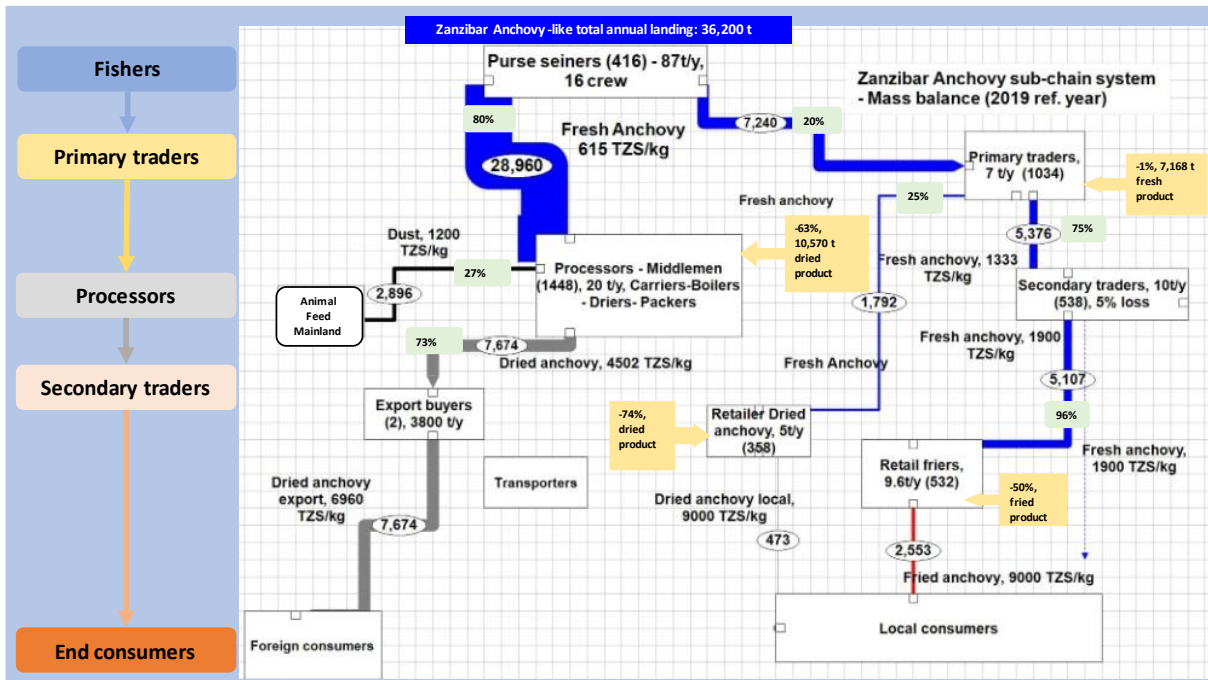 Zanzibar Anchovy -like total annual landing: 36,200 t
Fishers
Primary traders
Processors
Secondary traders
End consumers
Purse seiners (416) - 87t/y,
16 crew
Zanzibar Anchovy sub-chain system
- Mass balance (2019 ref. year)
80%
Fresh Anchovy
615 TZS/kg
28,960
7,240
20%
Primary traders,
7 t/y (1034)
-1%, 7,168 t
fresh
product
Fresh anchovy
25%
5,376
75%
Dust, 1200
TZS/kg
27%
2,896
Animal
Feed
Mainland
Processors - Middlemen
(1448), 20 t/y, Carriers-Boilers
- Driers- Packers
-63%,
10,570 t
dried
product
Fresh anchovy, 1333
TZS/kg
1,792
Secondary traders, 10t/y
(538), 5% loss
73%
7,674
Dried anchovy, 4502 TZS/kg
Fresh Anchovy
Fresh anchovy, 1900
TZS/kg
5,107
96%
Export buyers
(2), 3800 t/y
-74%,
dried
product
Retailer Dried
anchovy, 5t/y
(358)
Retail friers,
9.6t/y (532)
Fresh anchovy,
1900 TZS/kg
-50%,
fried
product
Transporters
Dried anchovy
export, 6960
TZS/kg
7,674
Dried anchovy local,
9000 TZS/kg
473
2,553
Fried anchovy, 9000 TZS/kg
Foreign consumers
Local consumers